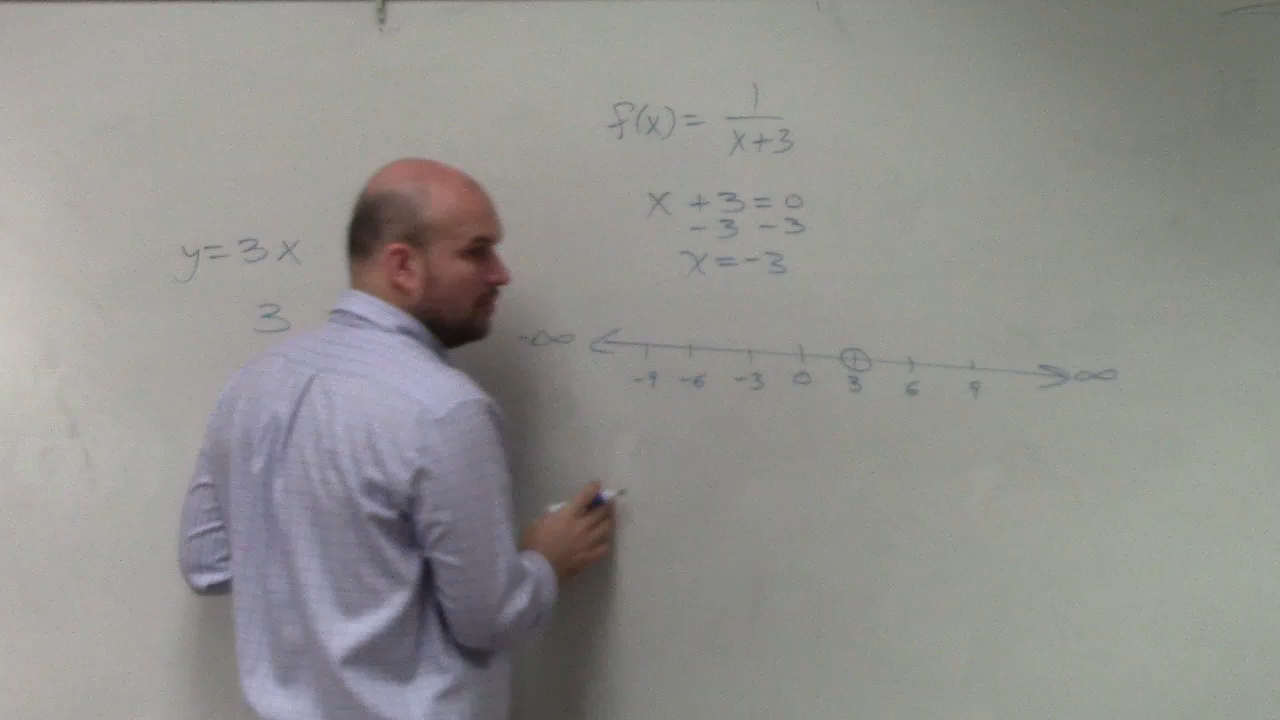 f(x) = 1/(x+3)
x + 3 = 0
- 3 - 3
x = -3
y = 3x
3
-∞ ∞
-9 -6 -3 0 3 6 9